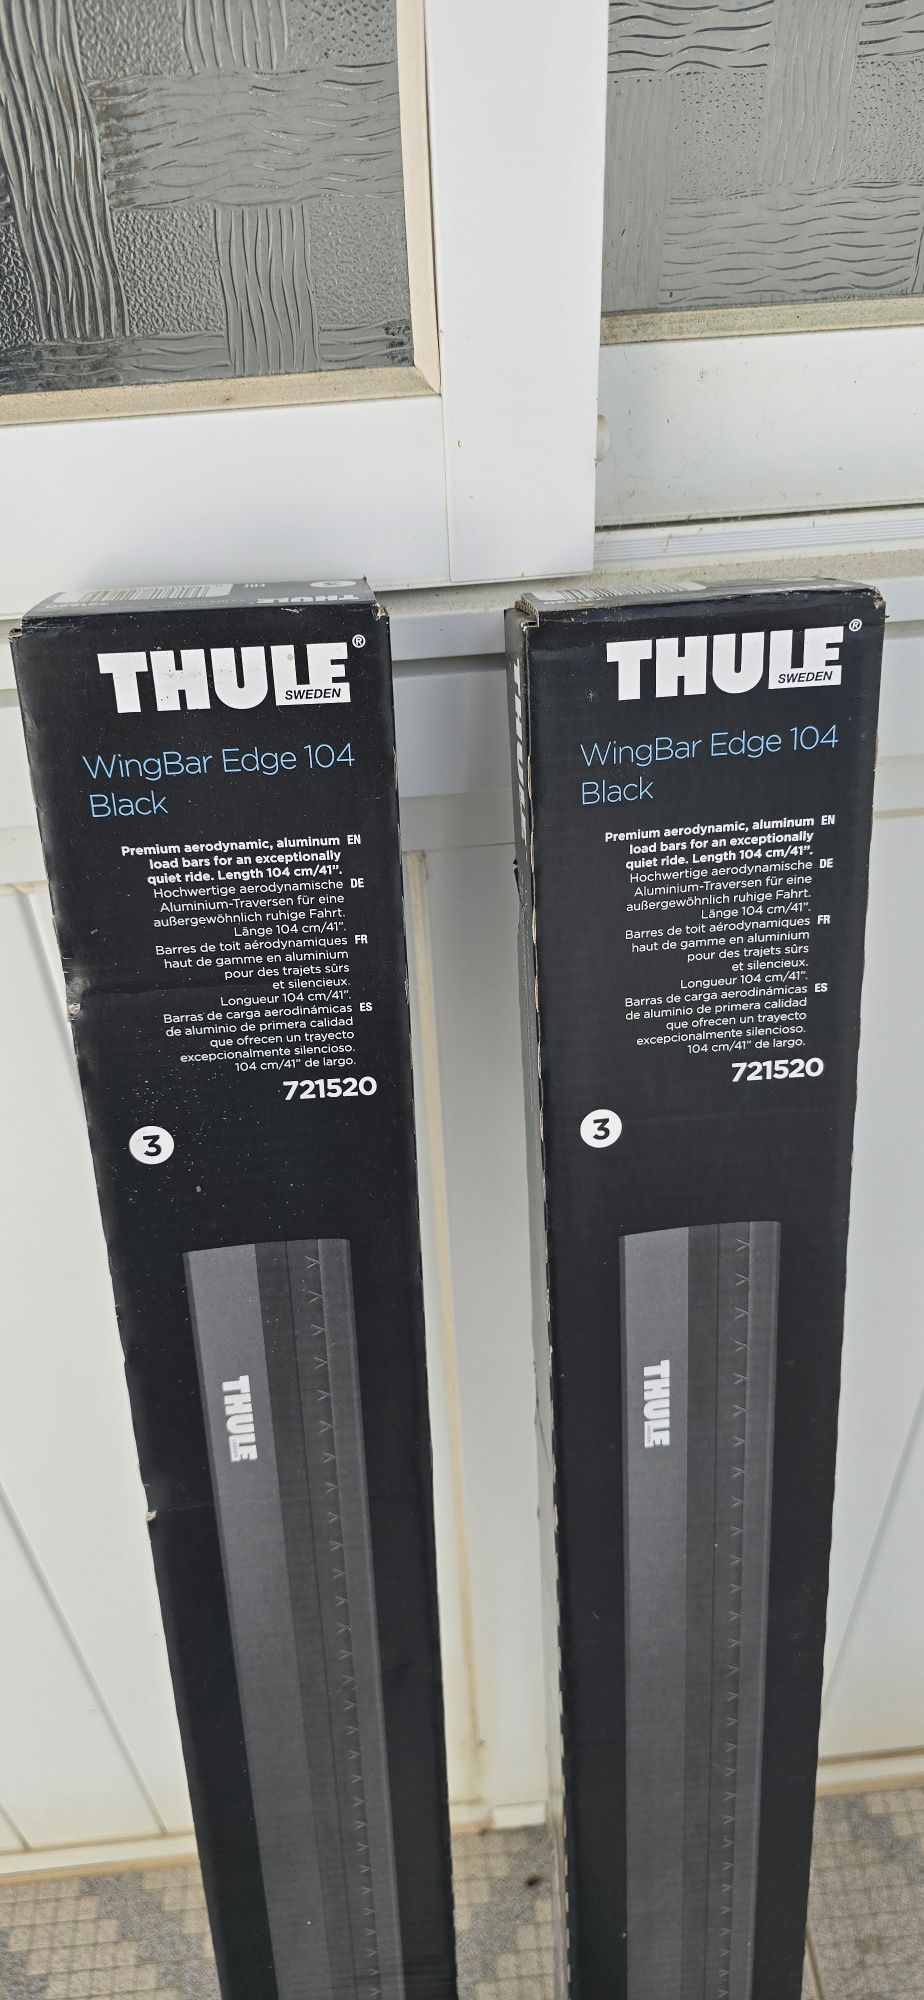 THULE®
SWEDEN
WingBar Edge 104
Black
Premium aerodynamic, aluminum EN
load bars for an exceptionally
quiet ride. Length 104 cm/41".
Hochwertige aerodynamische DE
Aluminium-Traversen für eine
außergewöhnlich ruhige Fahrt.
Länge 104 cm/41".
Barres de toit aérodynamiques FR
haut de gamme en aluminium
pour des trajets sûrs
et silencieux.
Longueur 104 cm/41".
Barras de carga aerodinámicas ES
de aluminio de primera calidad
que ofrecen un trayecto
excepcionalmente silencioso.
104 cm/41" de largo.
721520
3
THULE
THULE®
SWEDEN
WingBar Edge 104
Black
Premium aerodynamic, aluminum EN
load bars for an exceptionally
quiet ride. Length 104 cm/41".
Hochwertige aerodynamische DE
Aluminium-Traversen für eine
außergewöhnlich ruhige Fahrt.
Länge 104 cm/41".
Barres de toit aérodynamiques FR
haut de gamme en aluminium
pour des trajets sûrs
et silencieux.
Longueur 104 cm/41".
Barras de carga aerodinámicas ES
de aluminio de primera calidad
que ofrecen un trayecto
excepcionalmente silencioso.
104 cm/41" de largo.
721520
3
THULE
THULE
THULE